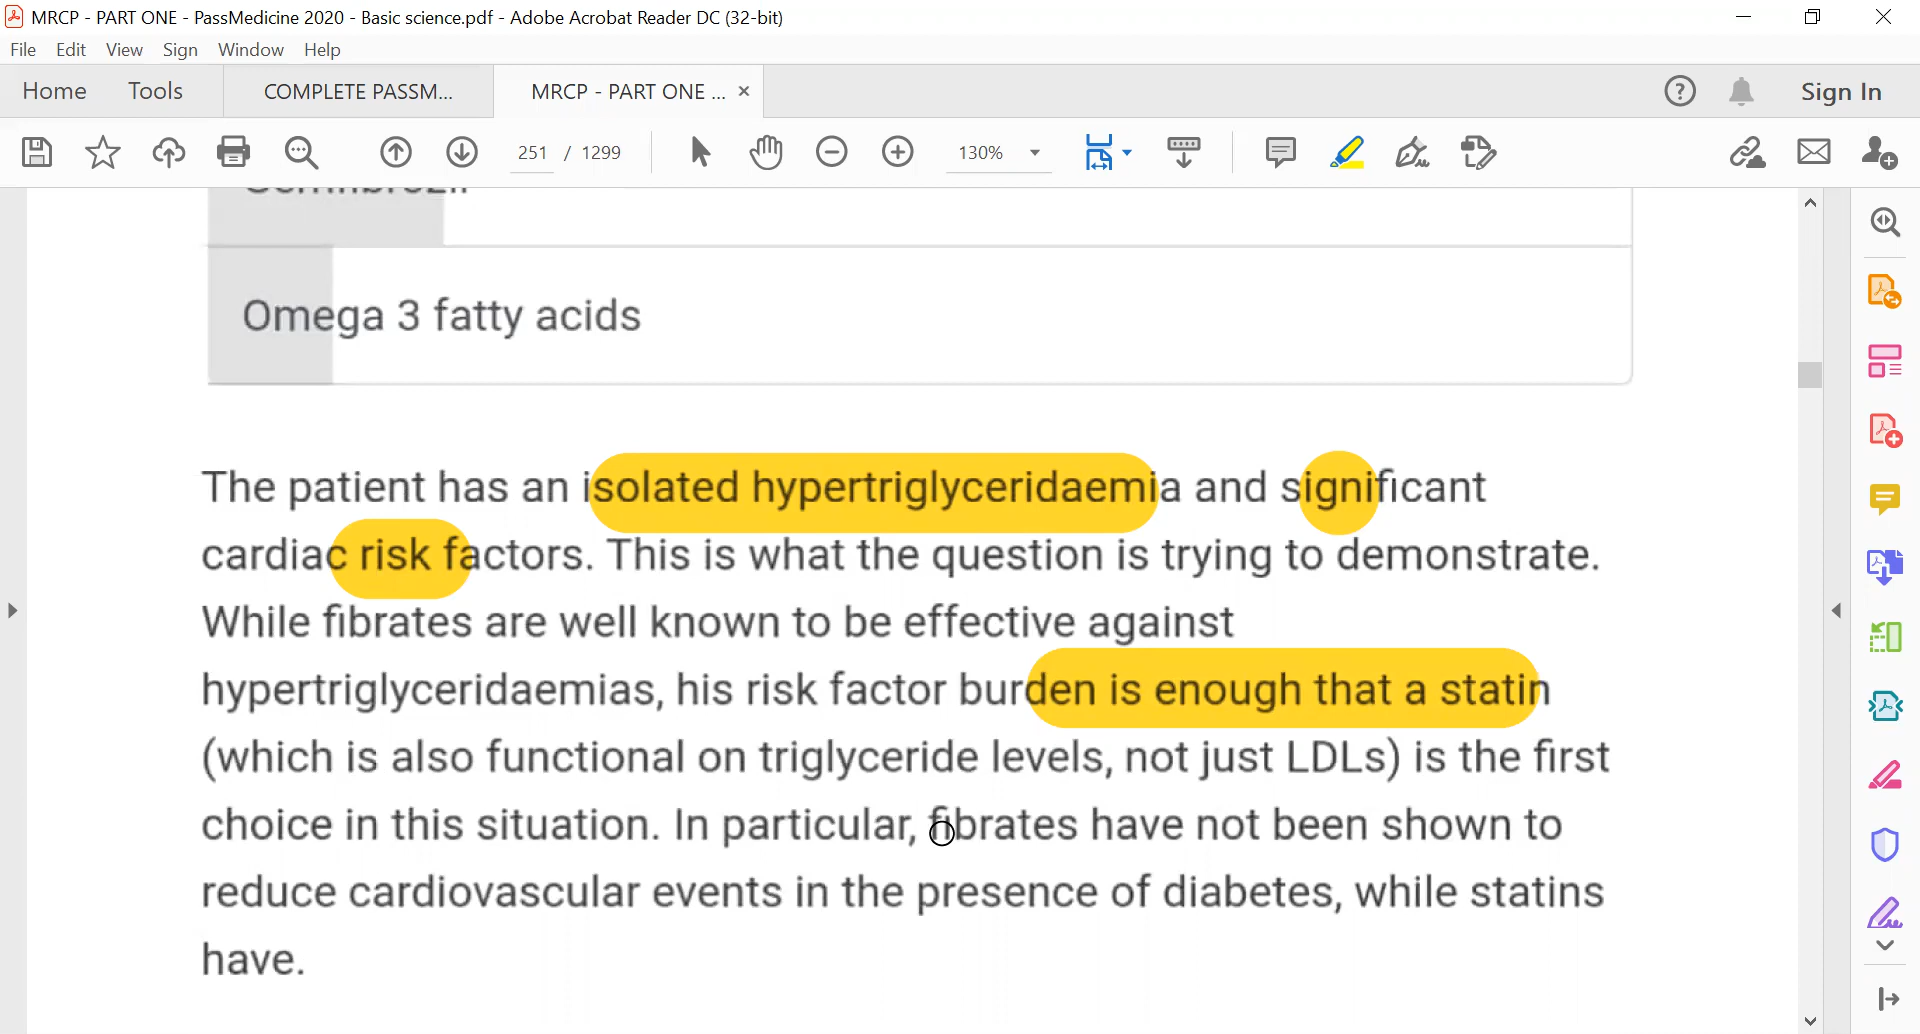 MRCP - PART ONE - PassMedicine 2020 - Basic science.pdf - Adobe Acrobat Reader DC (32-bit)
File Edit View Sign Window Help
Home Tools COMPLETE PASSM... MRCP - PART ONE ... Sign In
251 / 1299 130%
Omega 3 fatty acids
The patient has an isolated hypertriglyceridaemia and significant
cardiac risk factors. This is what the question is trying to demonstrate.
While fibrates are well known to be effective against
hypertriglyceridaemias, his risk factor burden is enough that a statin
(which is also functional on triglyceride levels, not just LDLs) is the first
choice in this situation. In particular, fibrates have not been shown to
reduce cardiovascular events in the presence of diabetes, while statins
have.